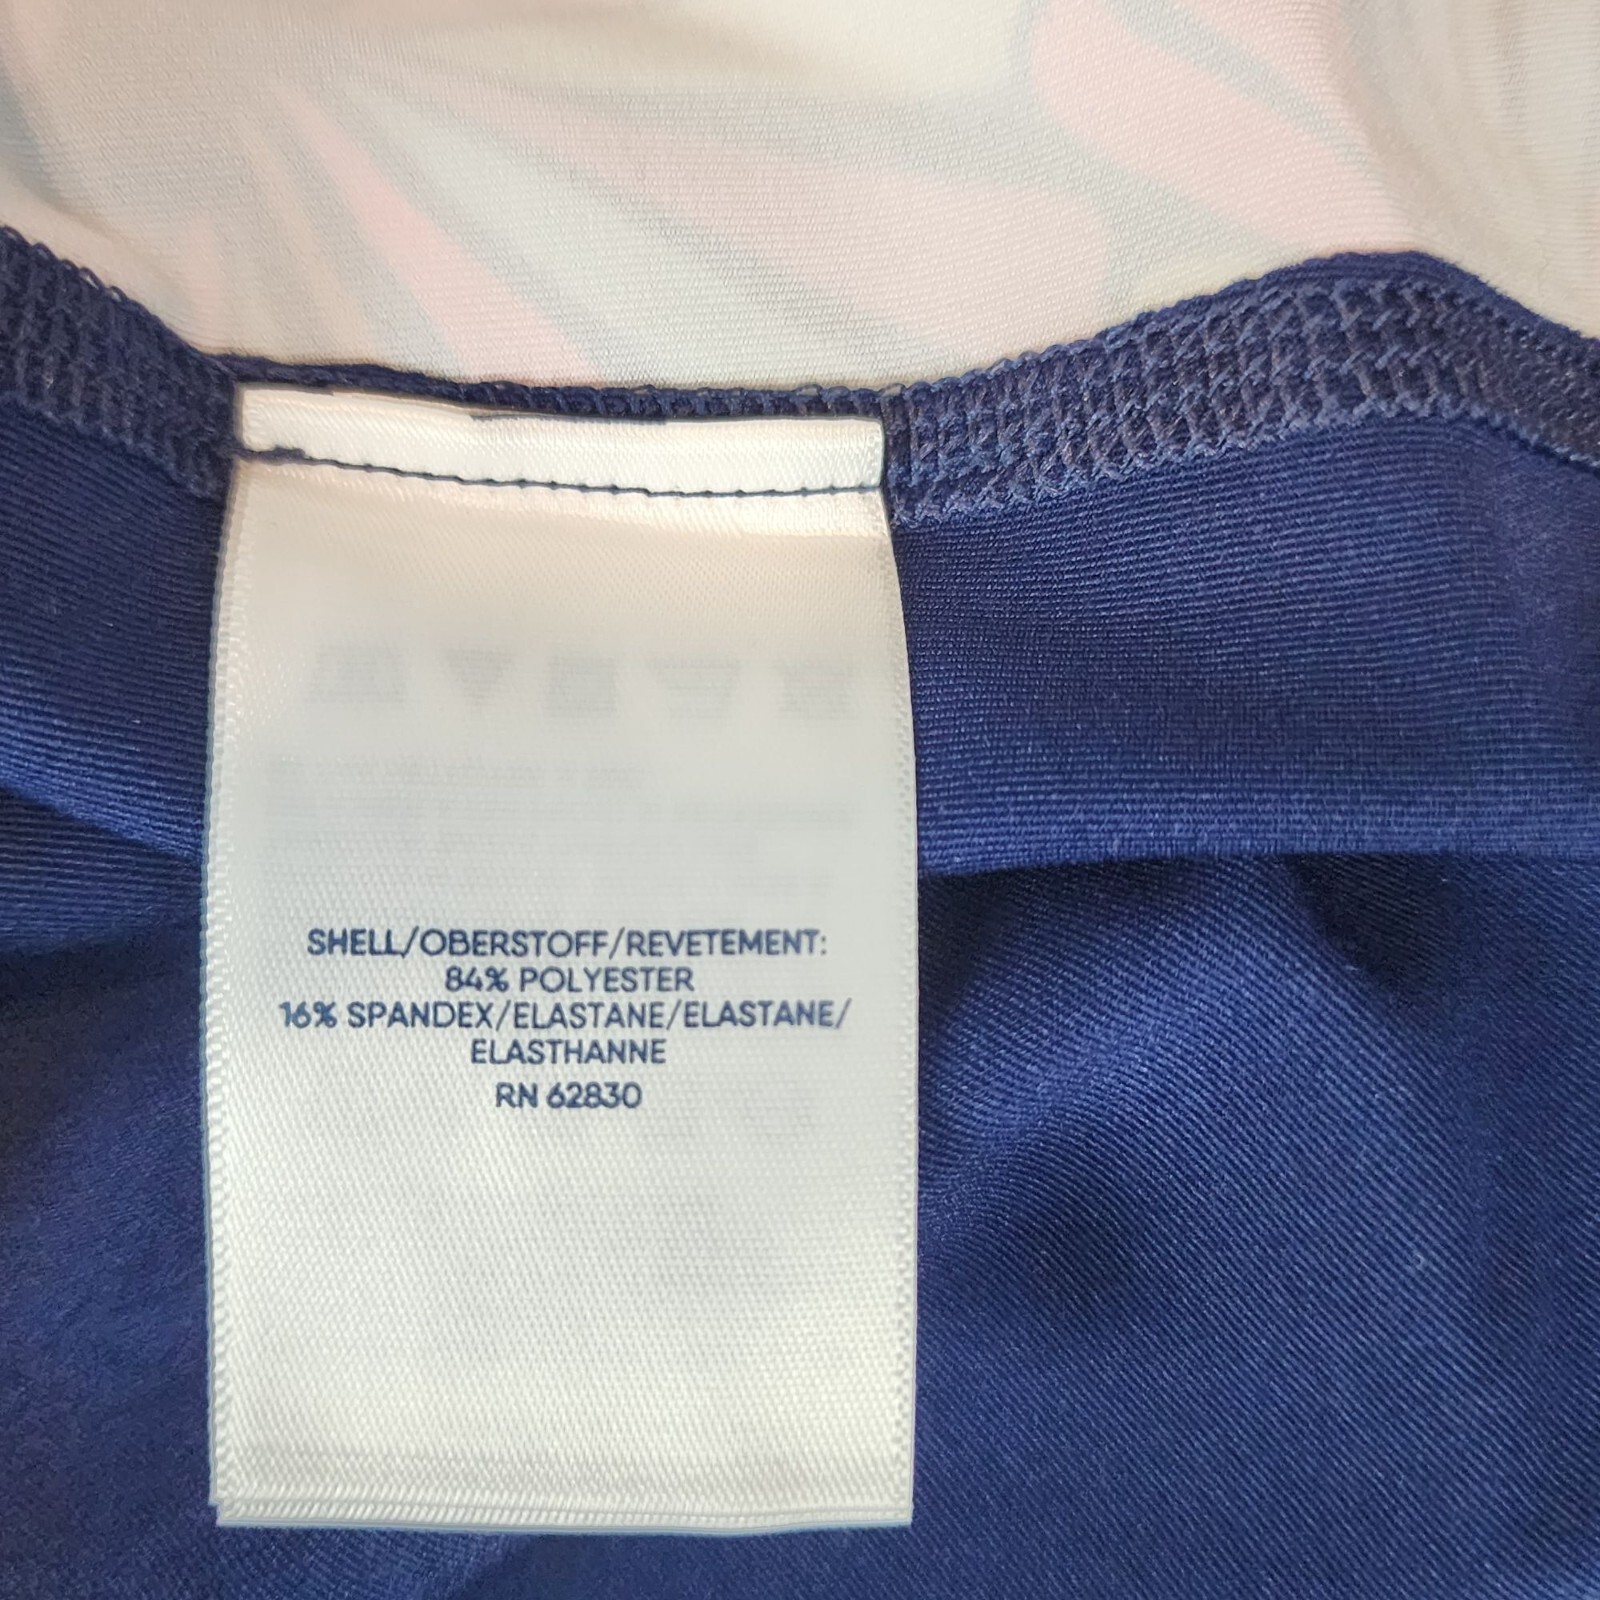 SHELL/OBERSTOFF/REVETEMENT:
84% POLYESTER
16% SPANDEX/ELASTANE/ELASTANE/
ELASTHANNE
RN 62830